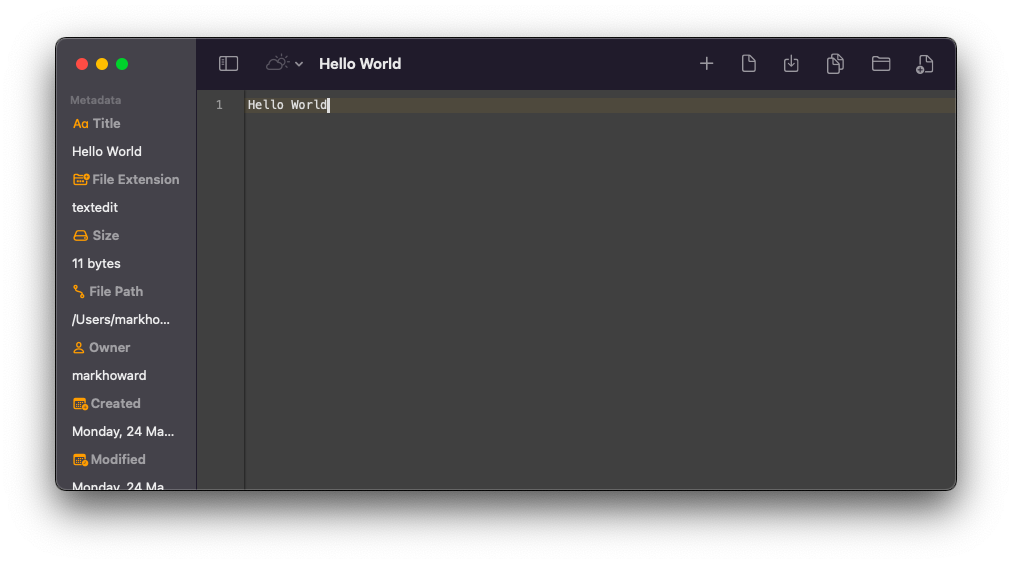 Hello World
Metadata
Aa Title
Hello World
File Extension
textedit
Size
11 bytes
File Path
/Users/markho...
Owner
markhoward
Created
Monday, 24 Ma...
Modified
Monday, 24 Ma
1 Hello World